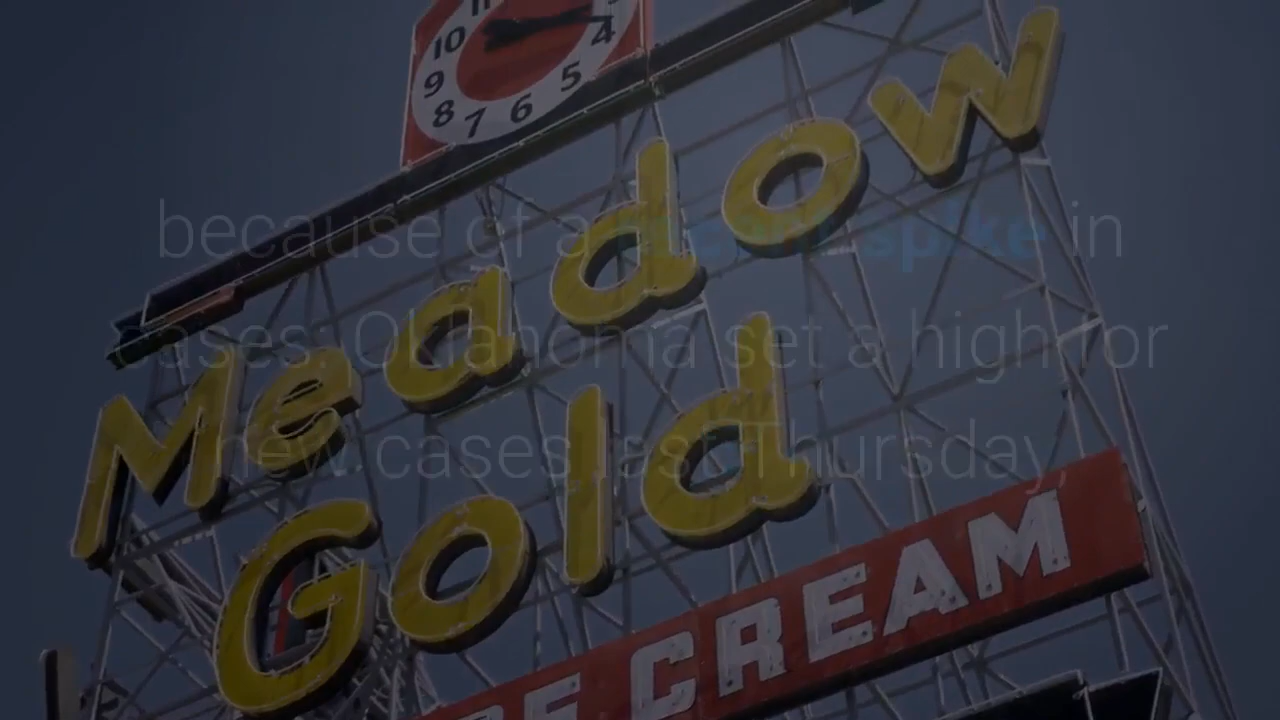 11
10
9
8
7
6
5
4
Meadow
Gold
CREAM
because of a spike in
cases. Oklahoma set a high for
new cases last Thursday,